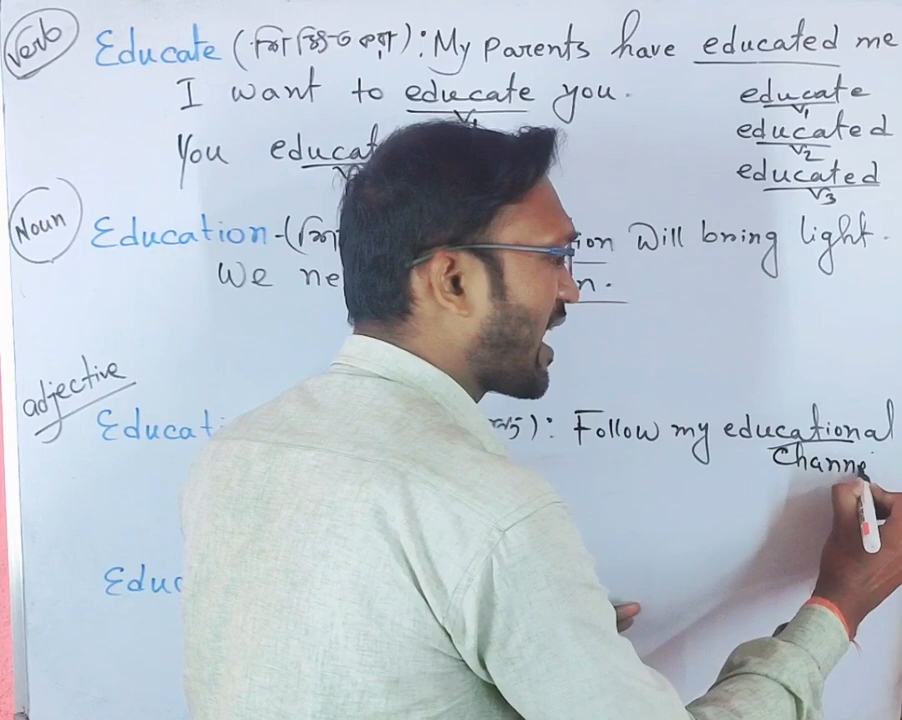 verb
Educate (শিক্ষিত করা): My parents have educated me
I want to educate you.
V1
educate
V1
You educat
educated
V2
educated
V3
Noun
Education-(শি ion will bring light.
We ne n.
adjective
Educati ): Follow my educational
Channe
Educ